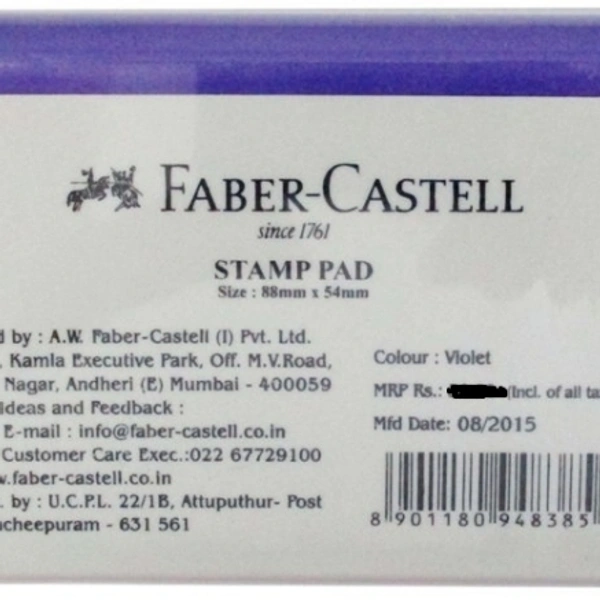 FABER-CASTELL
since 1761
STAMP PAD
Size : 88mm x 54mm
d by : A.W. Faber-Castell (I) Pvt. Ltd.
, Kamla Executive Park, Off. M.V.Road,
Nagar, Andheri (E) Mumbai - 400059
Ideas and Feedback :
E-mail : info@faber-castell.co.in
Customer Care Exec.:022 67729100
w.faber-castell.co.in
. by : U.C.P.L. 22/1B, Attuputhur- Post
ncheepuram - 631 561
Colour : Violet
MRP Rs.: (Incl. of all ta
Mfd Date: 08/2015
8 901180 948385